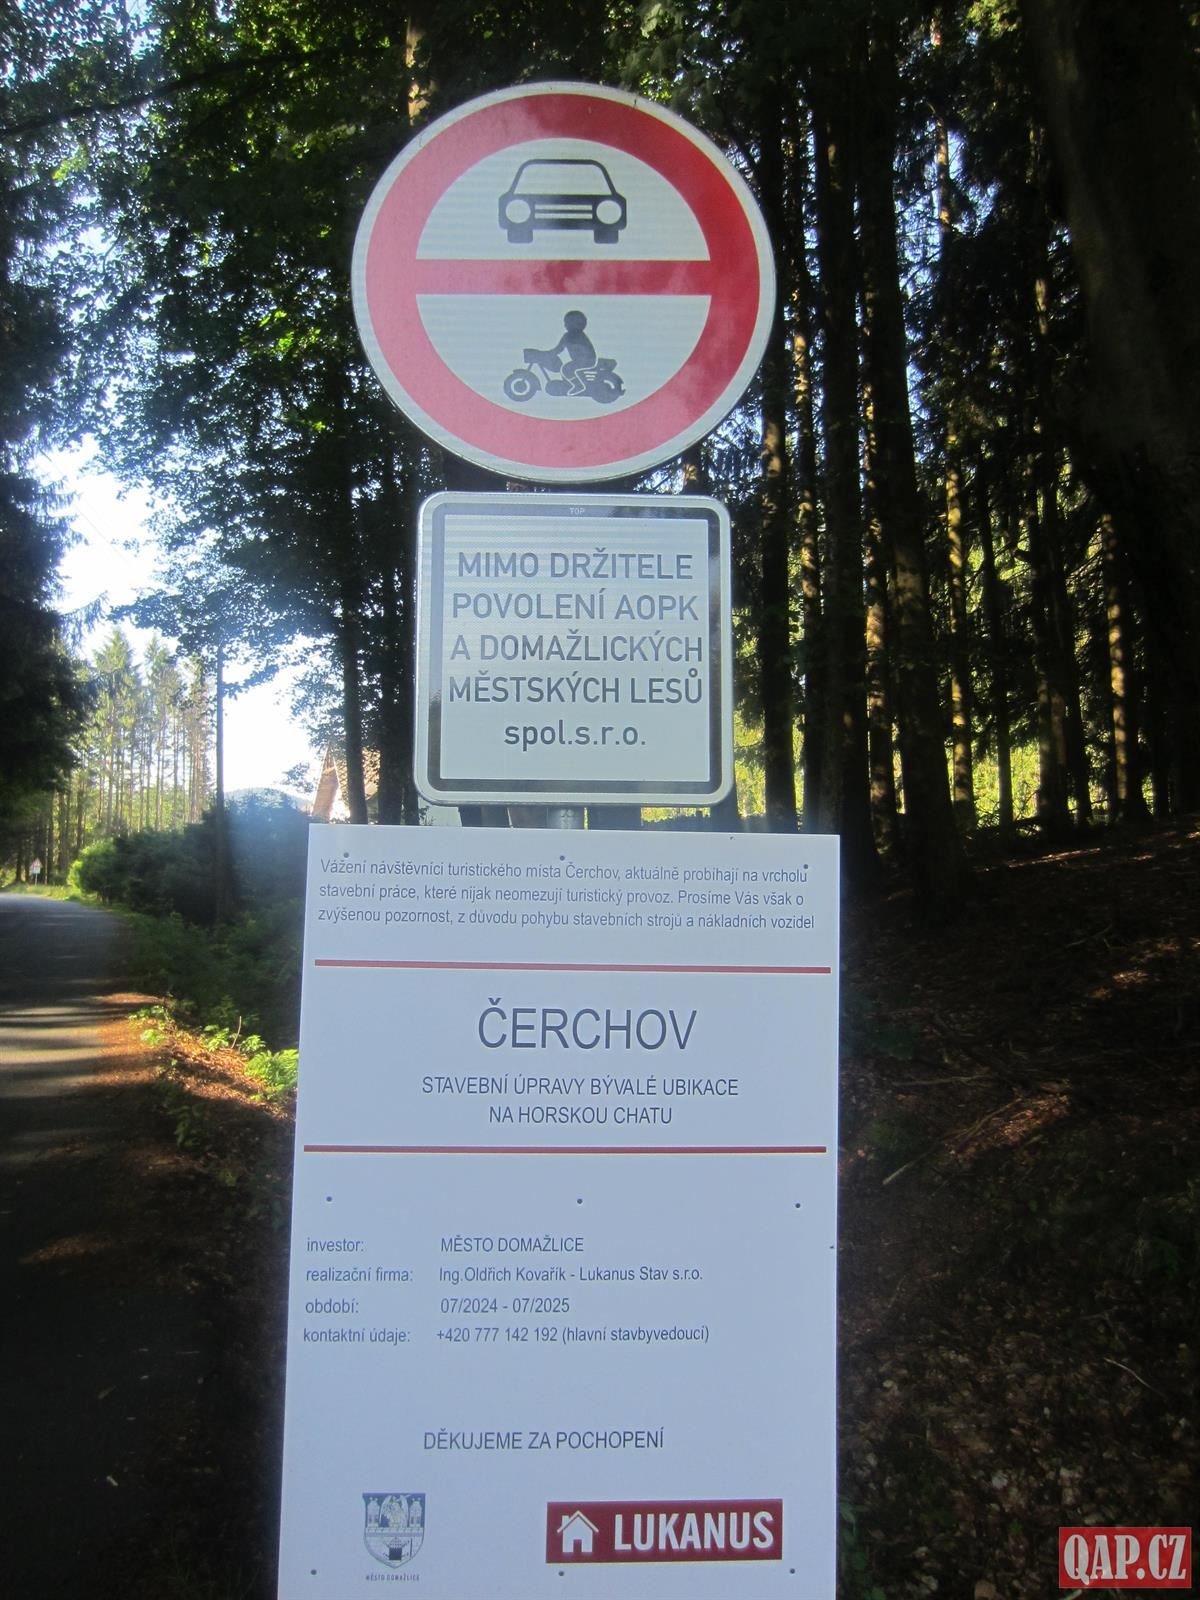 TOP
MIMO DRŽITELE
POVOLENÍ AOPK
A DOMAŽLICKÝCH
MĚSTSKÝCH LESŮ
spol.s.r.o.
Vážení návštěvníci turistického místa Čerchov, aktuálně probíhají na vrcholu
stavební práce, které nijak neomezují turistický provoz. Prosíme Vás však o
zvýšenou pozornost, z důvodu pohybu stavebních strojů a nákladních vozidel
ČERCHOV
STAVEBNÍ ÚPRAVY BÝVALÉ UBIKACE
NA HORSKOU CHATU
investor: MĚSTO DOMAŽLICE
realizační firma: Ing.Oldřich Kovařík - Lukanus Stav s.r.o.
období: 07/2024 - 07/2025
kontaktní údaje: +420 777 142 192 (hlavní stavbyvedoucí)
DĚKUJEME ZA POCHOPENÍ
MĚSTO DOMAŽLICE
LUKANUS
QAP.CZ